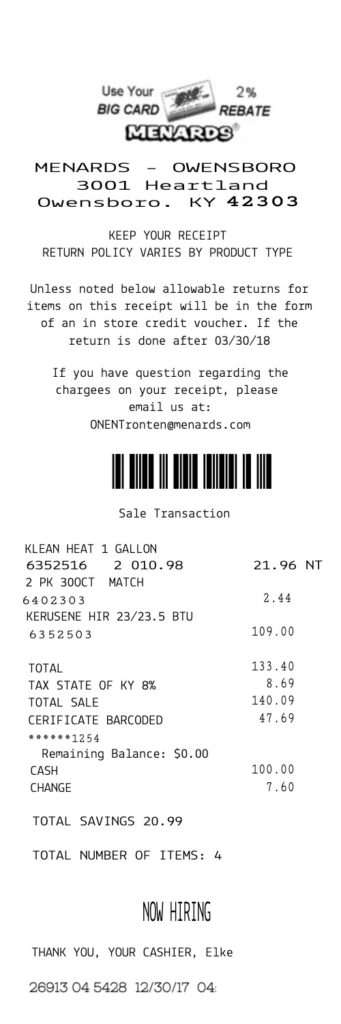 Use Your 2%
BIG CARD REBATE
MENARDS®
MENARDS - OWENSBORO
3001 Heartland
Owensboro. KY 42303
KEEP YOUR RECEIPT
RETURN POLICY VARIES BY PRODUCT TYPE
Unless noted below allowable returns for
items on this receipt will be in the form
of an in store credit voucher. If the
return is done after 03/30/18
If you have question regarding the
chargees on your receipt, please
email us at:
ONENTronten@menards.com
Sale Transaction
KLEAN HEAT 1 GALLON
6352516 2 010.98 21.96 NT
2 PK 300CT MATCH
6402303 2.44
KERUSENE HIR 23/23.5 BTU
6352503 109.00
TOTAL 133.40
TAX STATE OF KY 8% 8.69
TOTAL SALE 140.09
CERIFICATE BARCODED 47.69
******1254
Remaining Balance: $0.00
CASH 100.00
CHANGE 7.60
TOTAL SAVINGS 20.99
TOTAL NUMBER OF ITEMS: 4
NOW HIRING
THANK YOU, YOUR CASHIER, Elke
26913 04 5428 12/30/17 04: